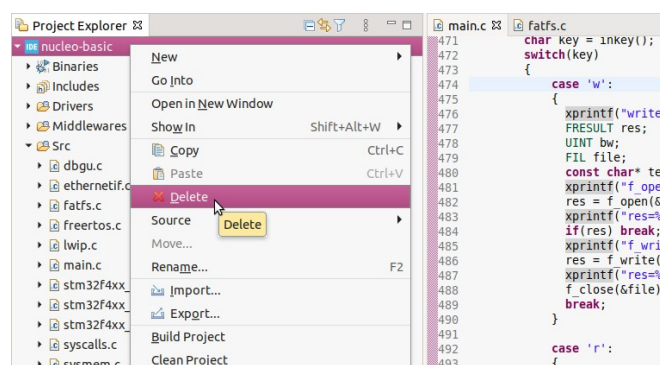 Project Explorer
main.c
fatfs.c
IDE nucleo-basic
Binaries
Includes
Drivers
Middlewares
Src
dbgu.c
ethernetif.c
fatfs.c
freertos.c
lwip.c
main.c
stm32f4xx_
stm32f4xx_
stm32f4xx_
syscalls.c
sysmem.c
New
Go Into
Open in New Window
Show In Shift+Alt+W
Copy Ctrl+C
Paste Ctrl+V
Delete
Source
Delete
Move...
Rename... F2
Import...
Export...
Build Project
Clean Project
471 char key = inkey();
472 switch(key)
473 {
474 case 'w':
475 {
476 xprintf("write
477 FRESULT res;
478 UINT bw;
479 FIL file;
480 const char* te
481 xprintf("f_ope
482 res = f_open(&
483 xprintf("res=%
484 if(res) break;
485 xprintf("f_wri
486 res = f_write(
487 xprintf("res=%
488 f_close(&file)
489 break;
490 }
491
492 case 'r':
493 {